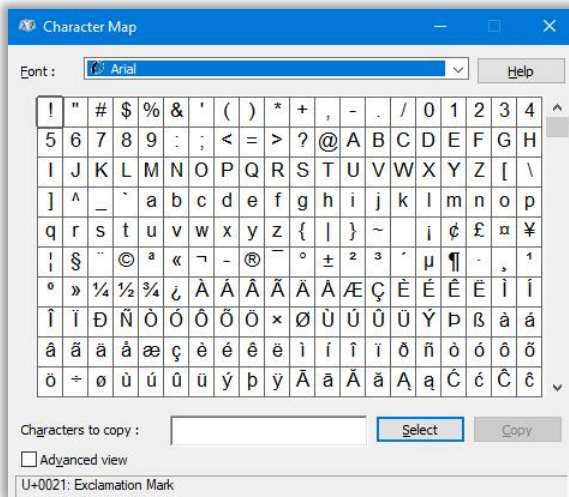 Character Map
Font : Arial Help
! " # $ % & ' ( ) * + , - . / 0 1 2 3 4
5 6 7 8 9 : ; < = > ? @ A B C D E F G H
I J K L M N O P Q R S T U V W X Y Z [ \
] ^ _ ` a b c d e f g h i j k l m n o p
q r s t u v w x y z { | } ~ ¡ ¢ £ ¤ ¥
¦ § ¨ © ª « ¬ - ® ¯ ° ± ² ³ ´ µ ¶ · ¸ ¹
º » ¼ ½ ¾ ¿ À Á Â Ã Ä Å Æ Ç È É Ê Ë Ì Í
Î Ï Ð Ñ Ò Ó Ô Õ Ö × Ø Ù Ú Û Ü Ý Þ ß à á
â ã ä å æ ç è é ê ë ì í î ï ð ñ ò ó ô õ
ö ÷ ø ù ú û ü ý þ ÿ Ā ā Ă ă Ą ą Ć ć Ĉ ĉ
Characters to copy : Select Copy
Advanced view
U+0021: Exclamation Mark